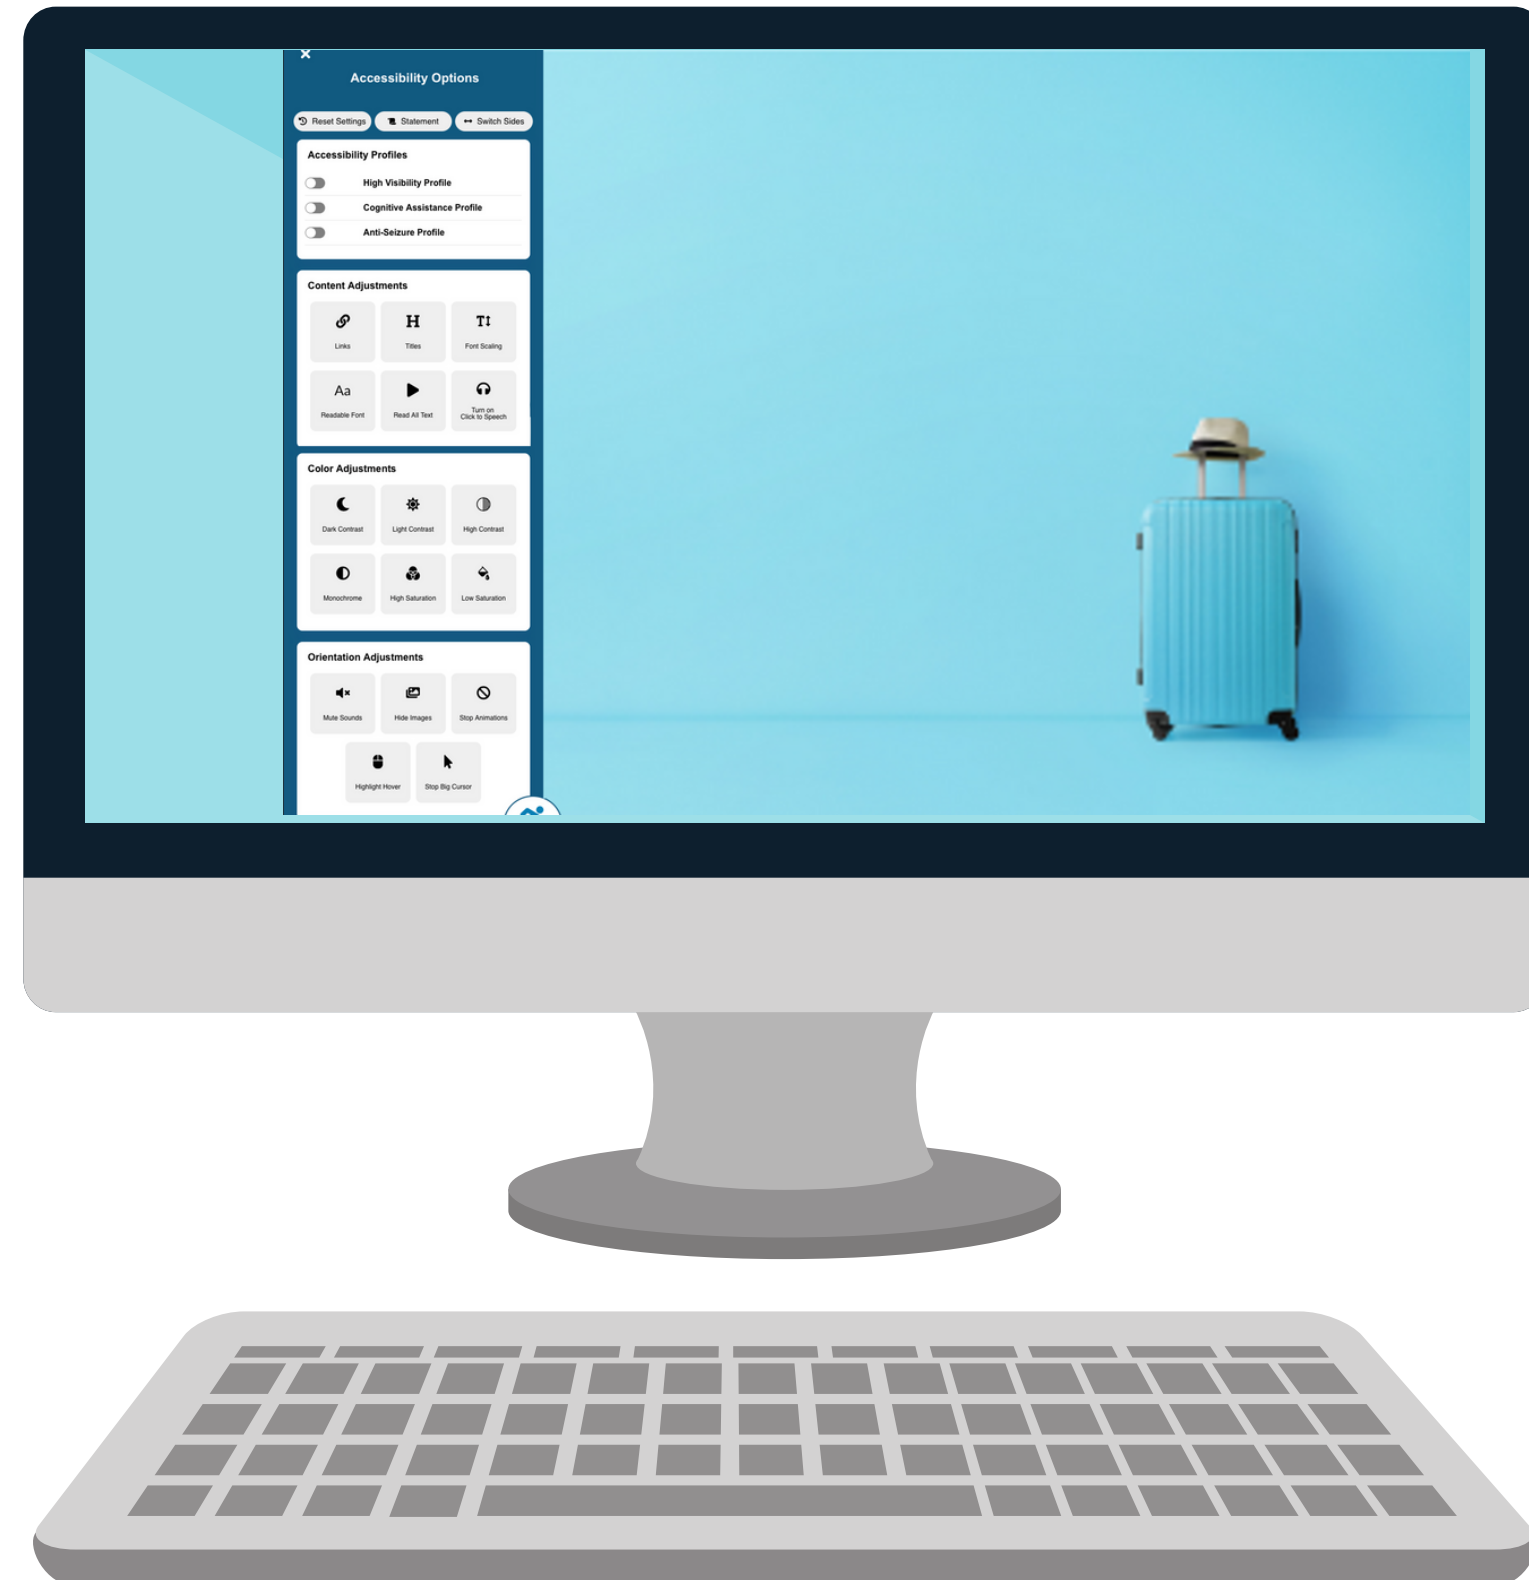 Accessibility Options
Reset Settings
Statement
Switch Sides
Accessibility Profiles
High Visibility Profile
Cognitive Assistance Profile
Anti-Seizure Profile
Content Adjustments
Links
Titles
Font Scaling
Readable Font
Read All Text
Turn on
Click to Speech
Color Adjustments
Dark Contrast
Light Contrast
High Contrast
Monochrome
High Saturation
Low Saturation
Orientation Adjustments
Mute Sounds
Hide Images
Stop Animations
Highlight Hover
Stop Big Cursor